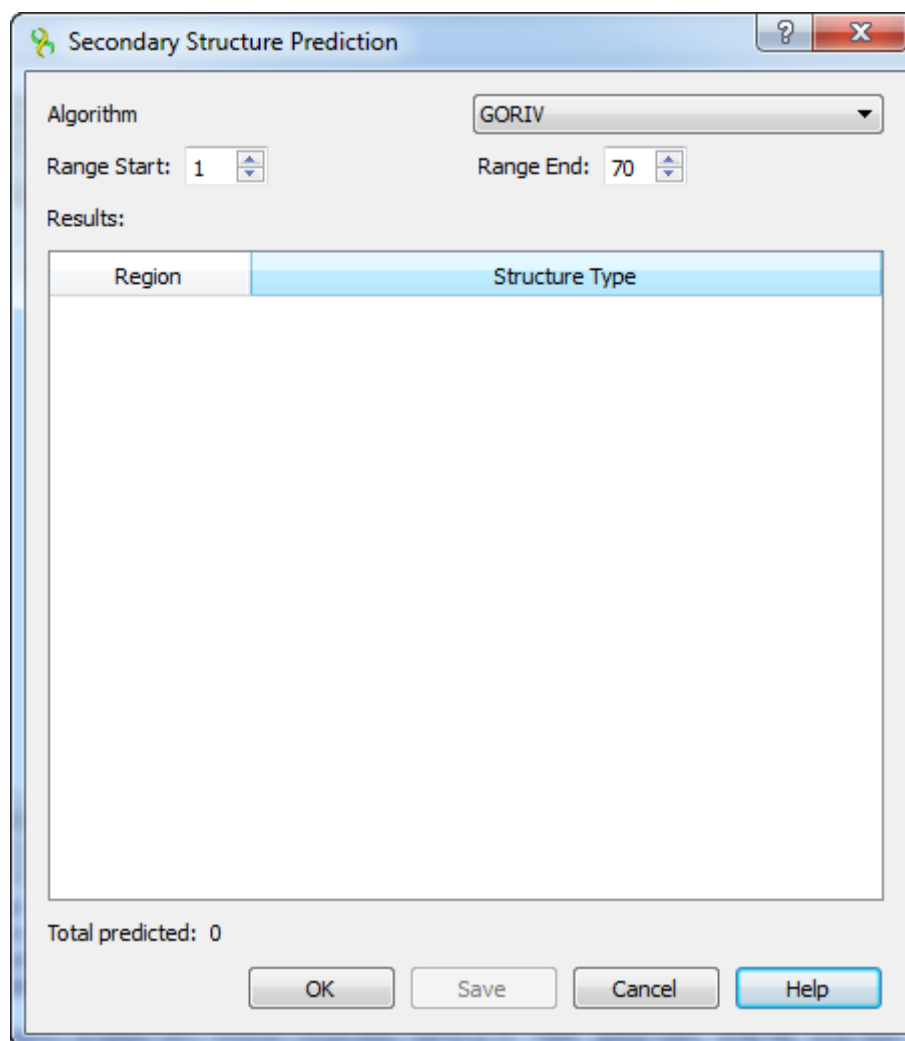 Secondary Structure Prediction
Algorithm GORIV
Range Start: 1 Range End: 70
Results:
Region Structure Type
Total predicted: 0
OK Save Cancel Help